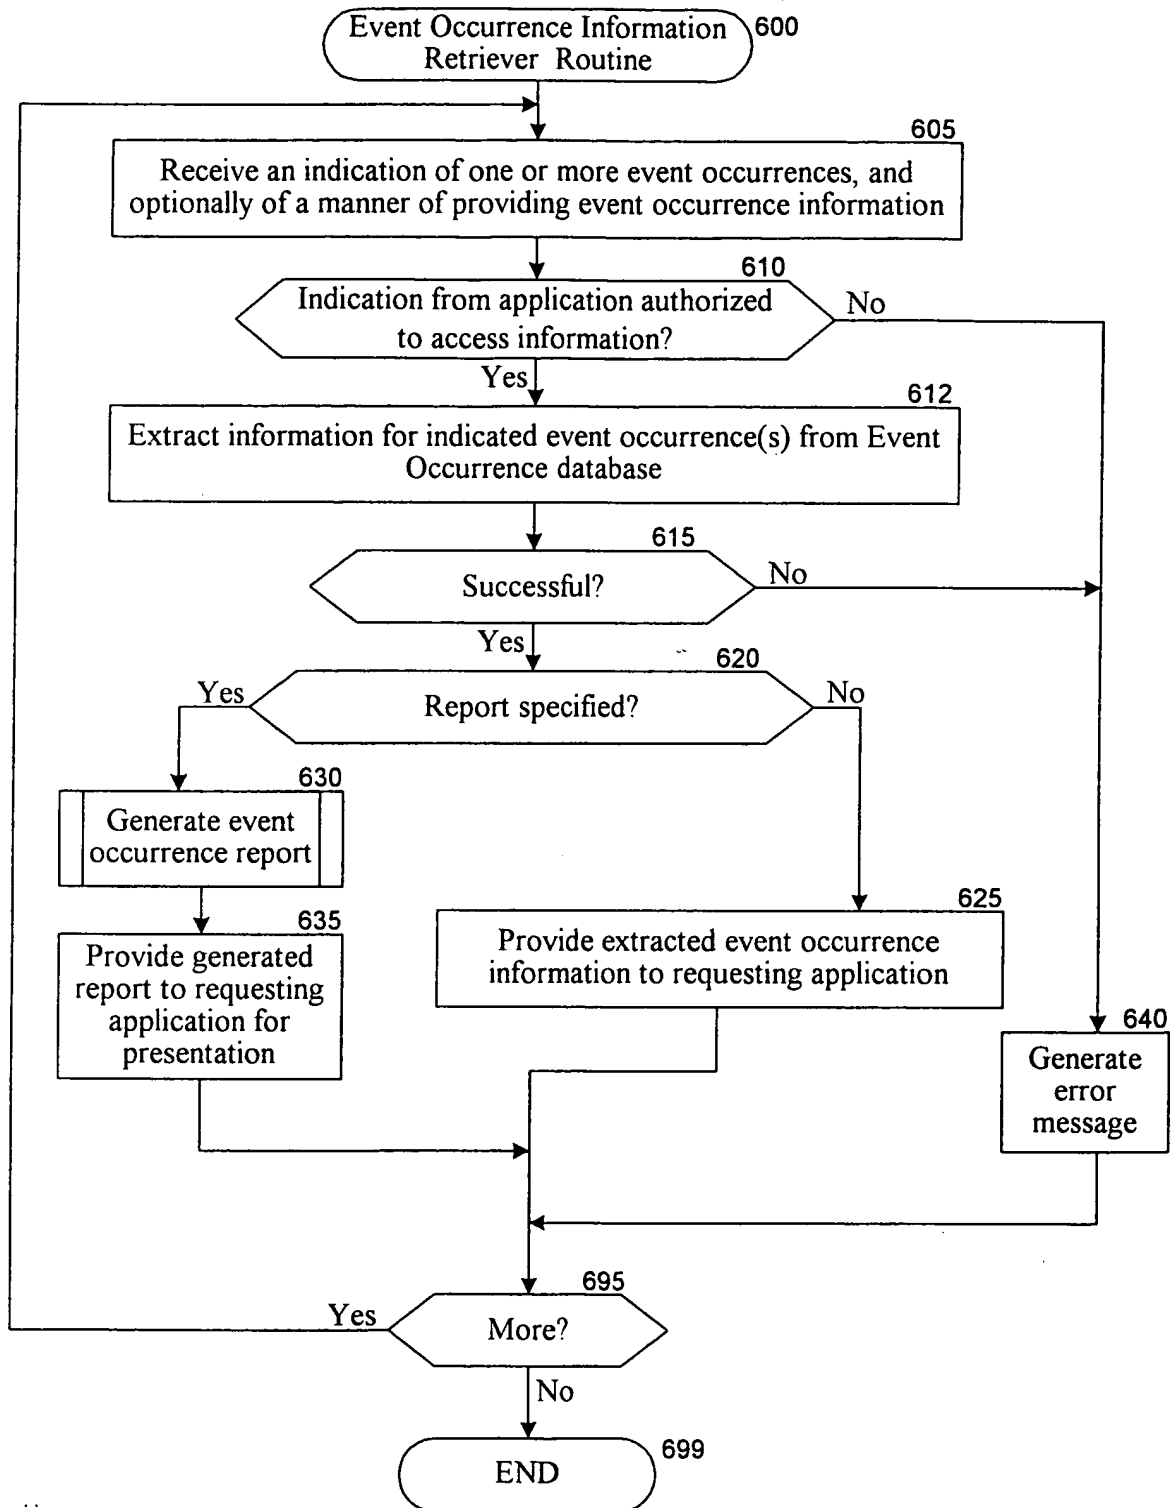 Event Occurrence Information
Retriever Routine
600
605
Receive an indication of one or more event occurrences, and
optionally of a manner of providing event occurrence information
610
Indication from application authorized
to access information?
No
Yes
612
Extract information for indicated event occurrence(s) from Event
Occurrence database
615
Successful?
No
Yes
620
Report specified?
Yes
No
630
Generate event
occurrence report
635
Provide generated
report to requesting
application for
presentation
625
Provide extracted event occurrence
information to requesting application
640
Generate
error
message
695
More?
Yes
No
699
END